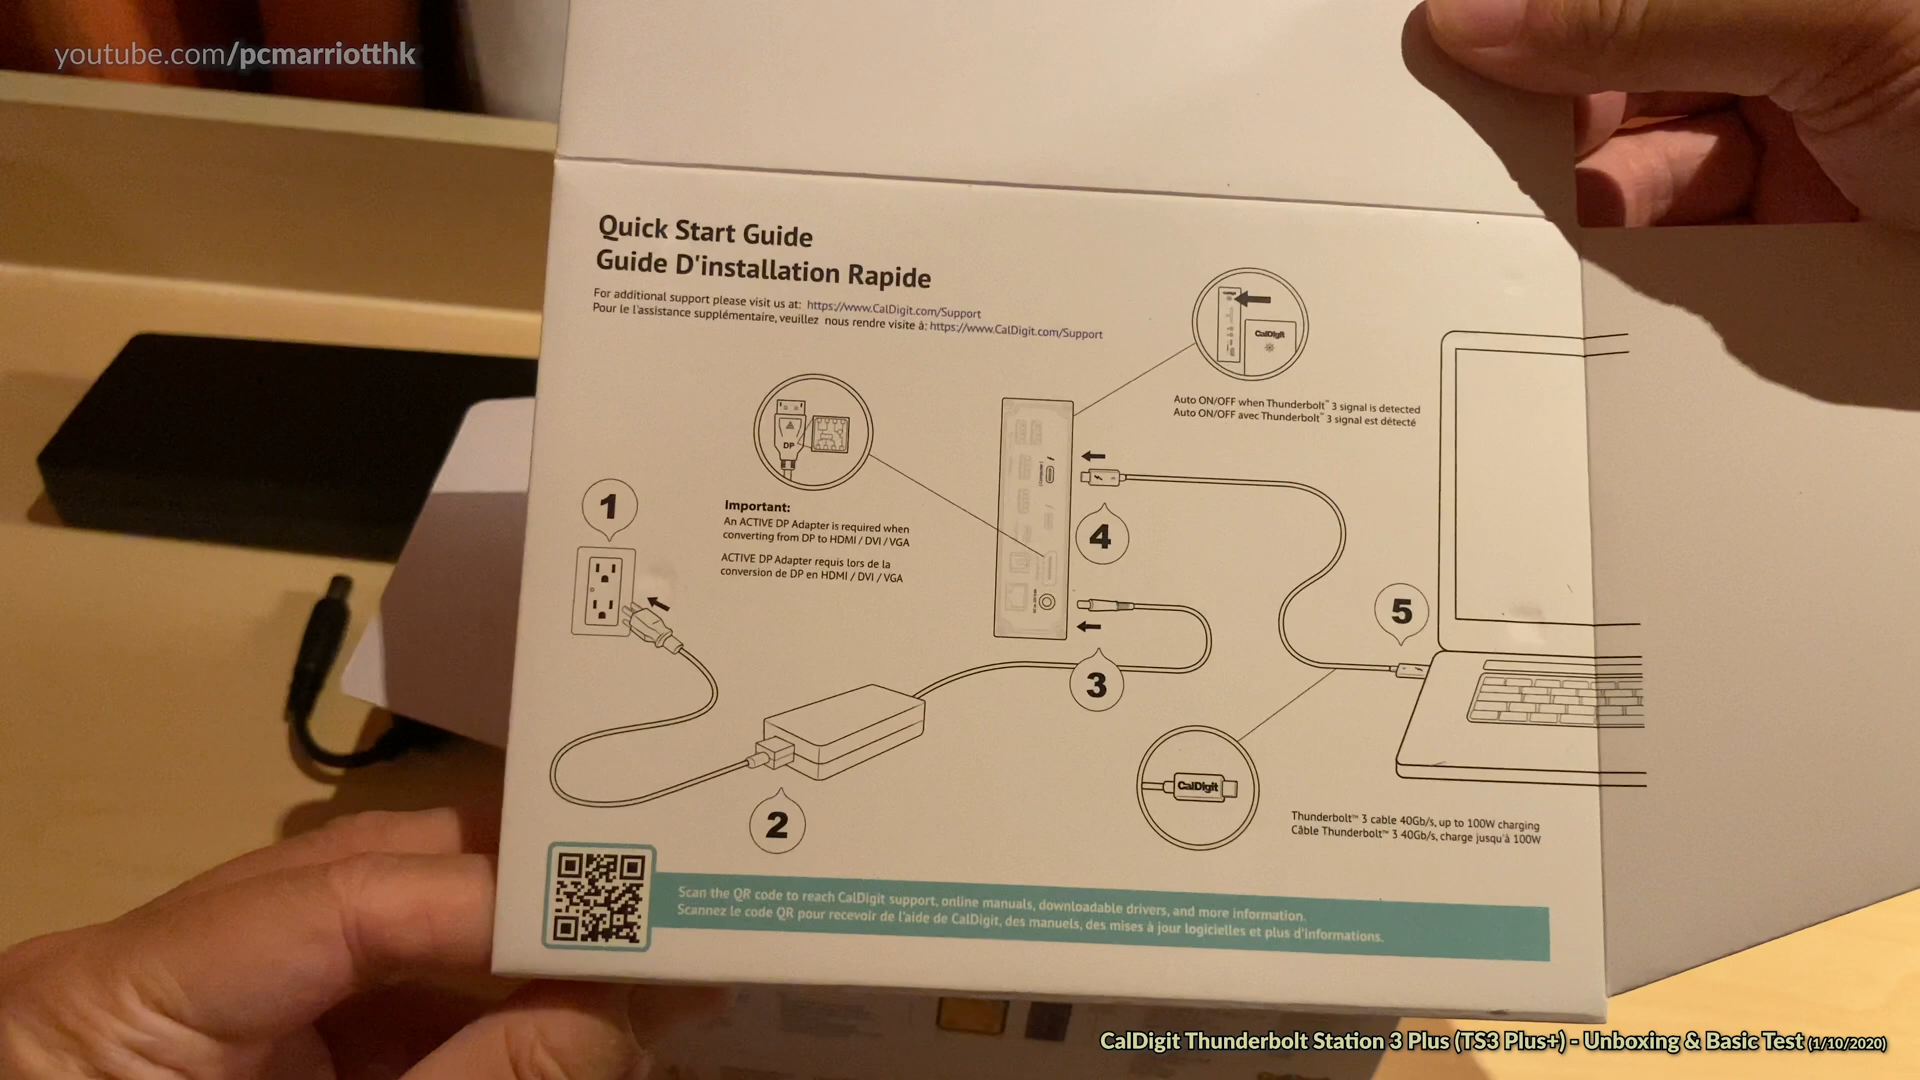 youtube.com/pcmarriotthk
Quick Start Guide
Guide D'installation Rapide
For additional support please visit us at: https://www.CalDigit.com/Support
Pour le l'assistance supplémentaire, veuillez nous rendre visite à: https://www.CalDigit.com/Support
CalDigit
Auto ON/OFF when Thunderbolt™ 3 signal is detected
Auto ON/OFF avec Thunderbolt™ 3 signal est détecté
DP
Important:
An ACTIVE DP Adapter is required when
converting from DP to HDMI / DVI / VGA
ACTIVE DP Adapter requis lors de la
conversion de DP en HDMI / DVI / VGA
1
4
5
3
2
CalDigit
Thunderbolt™ 3 cable 40Gb/s, up to 100W charging
Câble Thunderbolt™ 3 40Gb/s, charge jusqu'à 100W
Scan the QR code to reach CalDigit support, online manuals, downloadable drivers, and more information.
Scannez le code QR pour recevoir de l'aide de CalDigit, des manuels, des mises à jour logicielles et plus d'informations.
CalDigit Thunderbolt Station 3 Plus (TS3 Plus+) - Unboxing & Basic Test (1/10/2020)